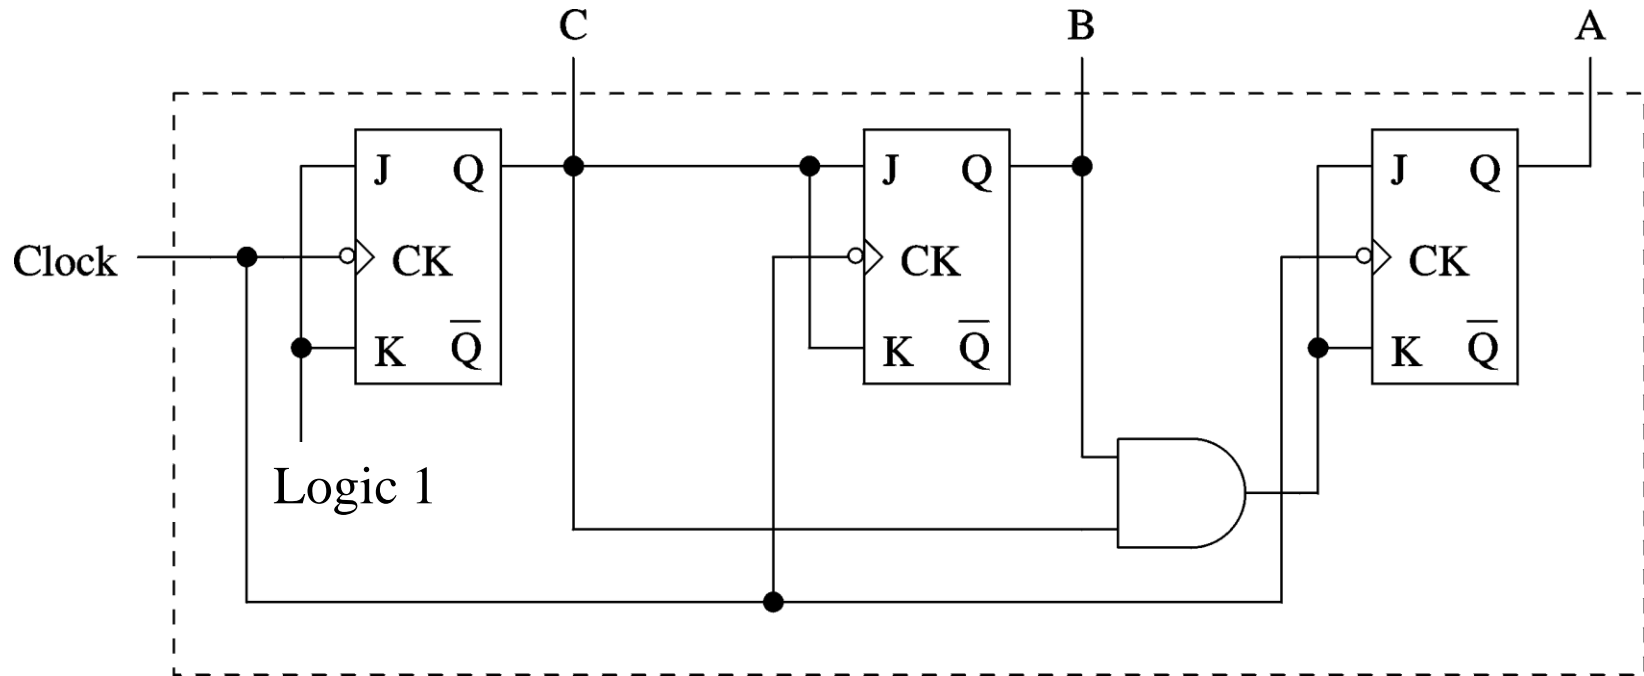 C B A
J Q J Q J Q
Clock CK CK CK
K Q̅ K Q̅ K Q̅
Logic 1